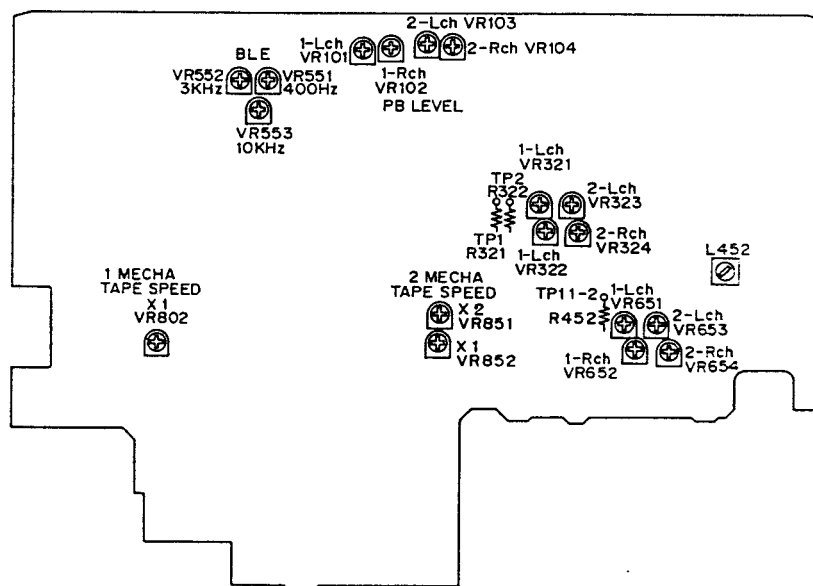 2-Lch VR103
1-Lch
VR101
2-Rch VR104
1-Rch
VR102
PB LEVEL
BLE
VR552
3KHz
VR551
400Hz
VR553
10KHz
1-Lch
VR321
TP2
R322
2-Lch
VR323
TP1
R321
2-Rch
VR324
1-Lch
VR322
L452
1 MECHA
TAPE SPEED
X 1
VR802
2 MECHA
TAPE SPEED
X 2
VR851
X 1
VR852
TP11-2
R452
1-Lch
VR651
2-Lch
VR653
1-Rch
VR652
2-Rch
VR654